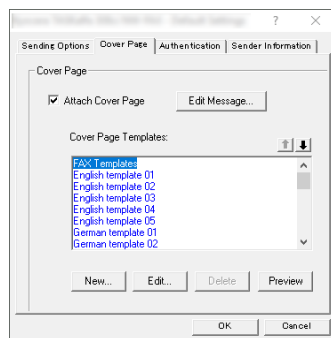 Default Settings
Sending Options
Cover Page
Authentication
Sender Information
Cover Page
Attach Cover Page
Edit Message...
Cover Page Templates:
FAX Templates
English template 01
English template 02
English template 03
English template 04
English template 05
German template 01
German template 02
New...
Edit...
Delete
Preview
OK
Cancel